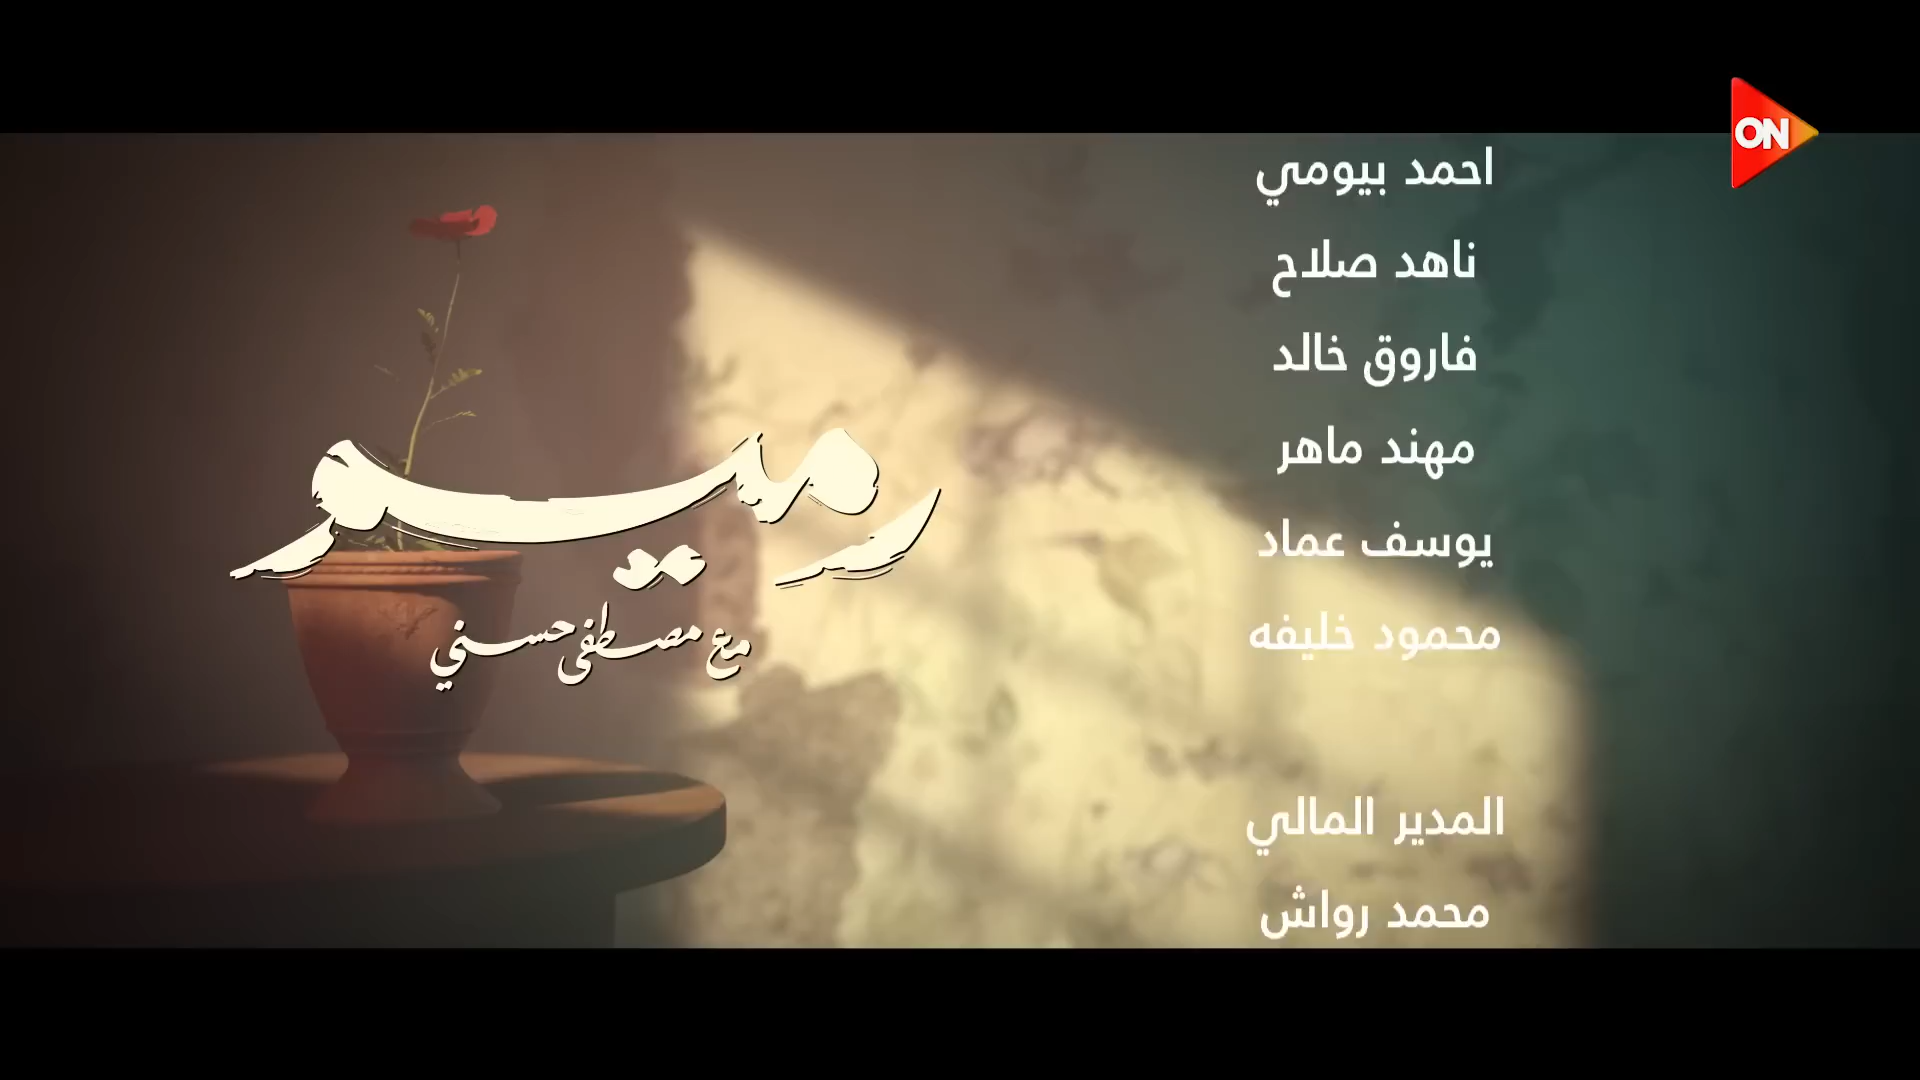 ON
احمد بيومي
ناهد صلاح
فاروق خالد
مهند ماهر
يوسف عماد
محمود خليفه
المدير المالي
محمد رواش
رميم
مع مصطفى حسني